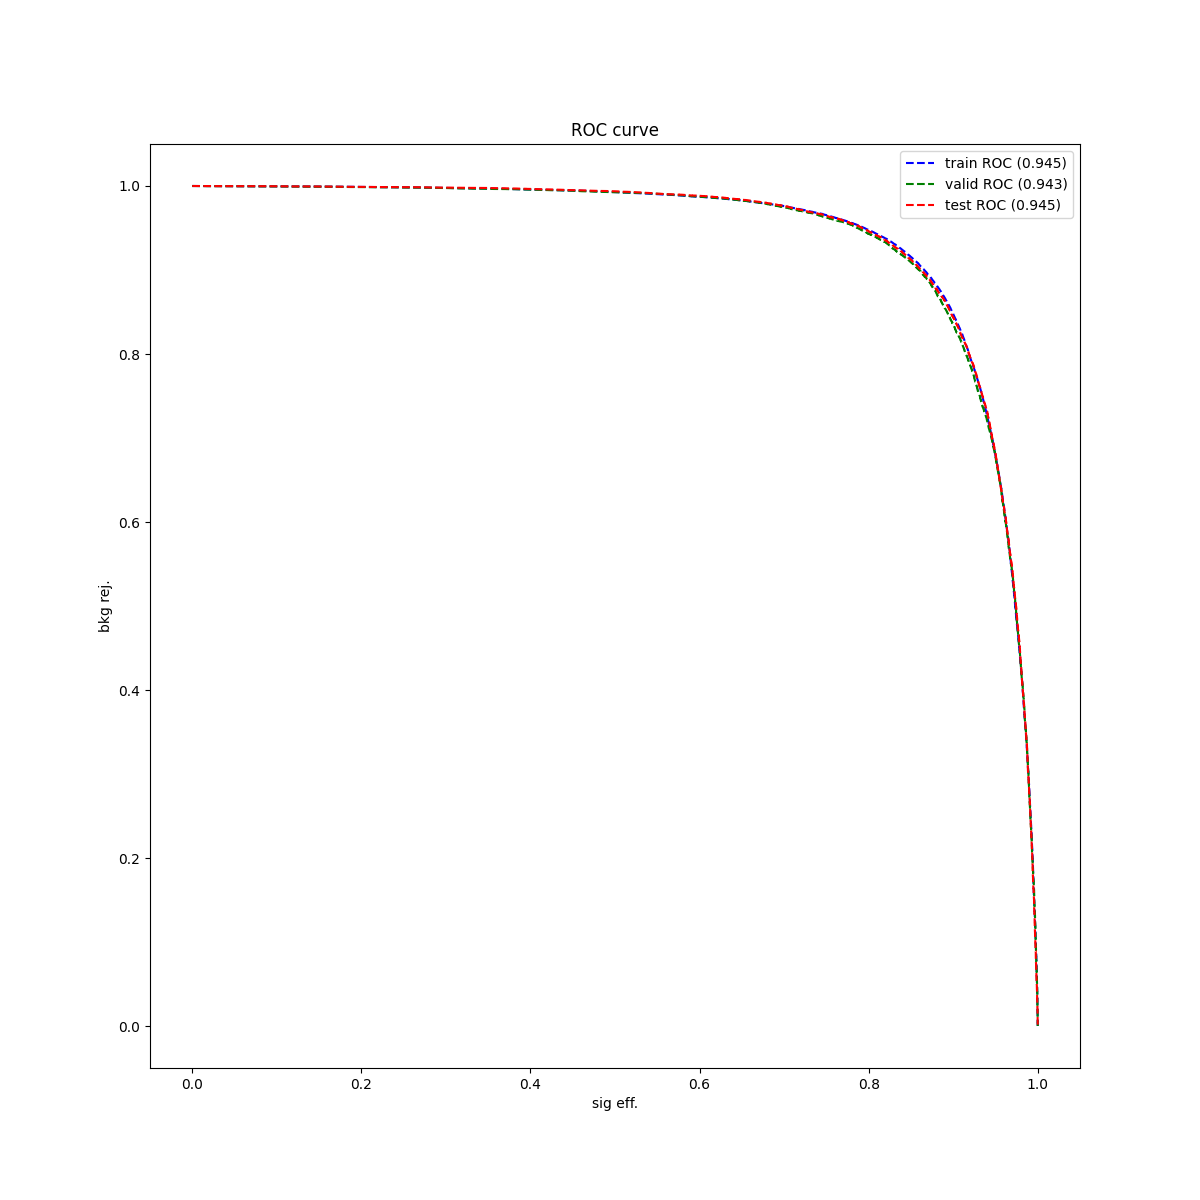 ROC curve
train ROC (0.945)
valid ROC (0.943)
test ROC (0.945)
1.0
0.8
0.6
0.4
0.2
0.0
bkg rej.
0.0 0.2 0.4 0.6 0.8 1.0
sig eff.